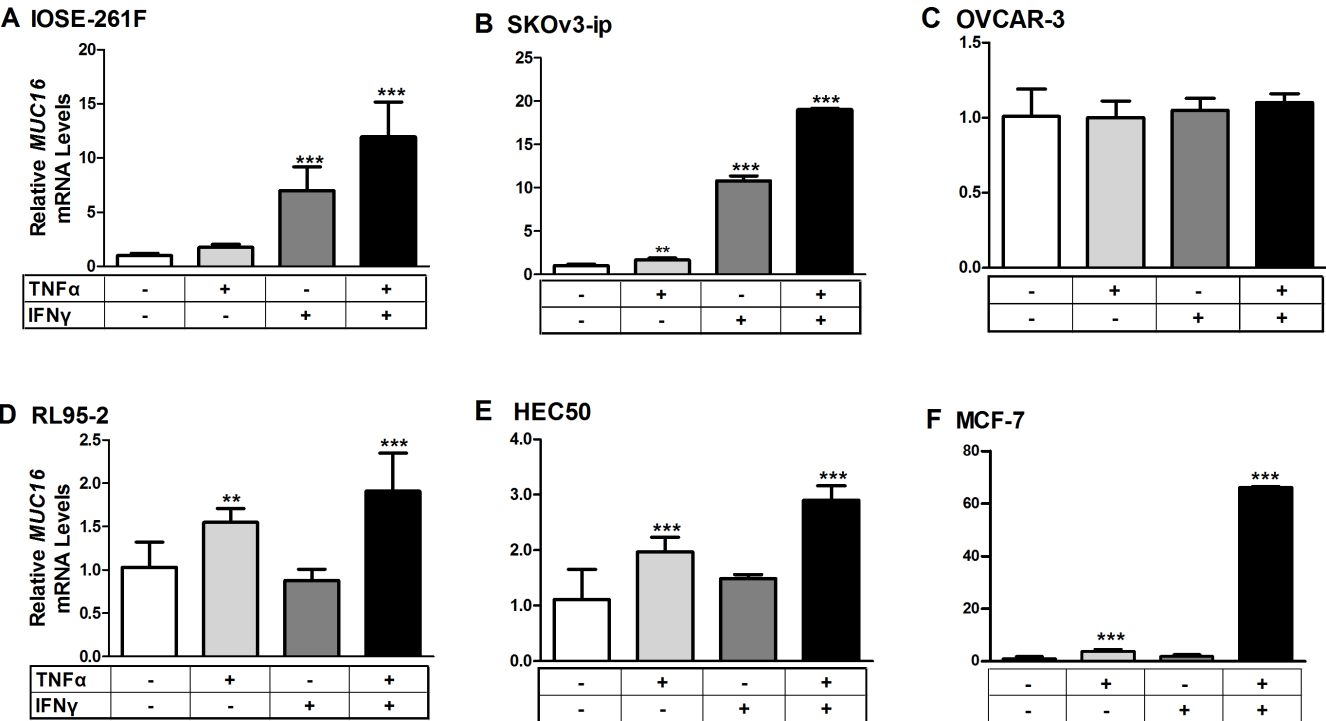 A IOSE-261F
Relative MUC16
mRNA Levels
20
15
10
5
0
***
***
TNFα - + - +
IFNγ - - + +
B SKOv3-ip
25
20
15
10
5
0
**
***
***
- + - +
- - + +
C OVCAR-3
1.5
1.0
0.5
0.0
- + - +
- - + +
D RL95-2
Relative MUC16
mRNA Levels
2.5
2.0
1.5
1.0
0.5
0.0
**
***
TNFα - + - +
IFNγ - - + +
E HEC50
4.0
3.0
2.0
1.0
0.0
***
***
- + - +
- - + +
F MCF-7
80
60
40
20
0
***
***
- + - +
- - + +